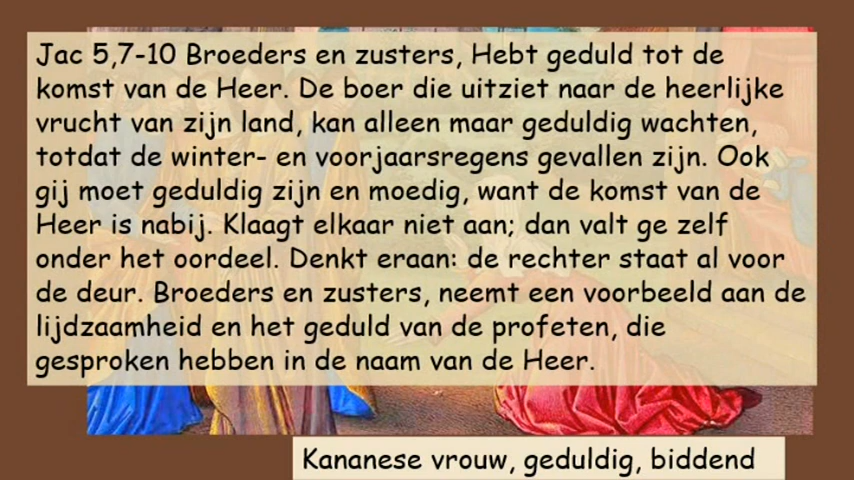 Jac 5,7-10 Broeders en zusters, Hebt geduld tot de
komst van de Heer. De boer die uitziet naar de heerlijke
vrucht van zijn land, kan alleen maar geduldig wachten,
totdat de winter- en voorjaarsregens gevallen zijn. Ook
gij moet geduldig zijn en moedig, want de komst van de
Heer is nabij. Klaagt elkaar niet aan; dan valt ge zelf
onder het oordeel. Denkt eraan: de rechter staat al voor
de deur. Broeders en zusters, neemt een voorbeeld aan de
lijdzaamheid en het geduld van de profeten, die
gesproken hebben in de naam van de Heer.
Kananese vrouw, geduldig, biddend